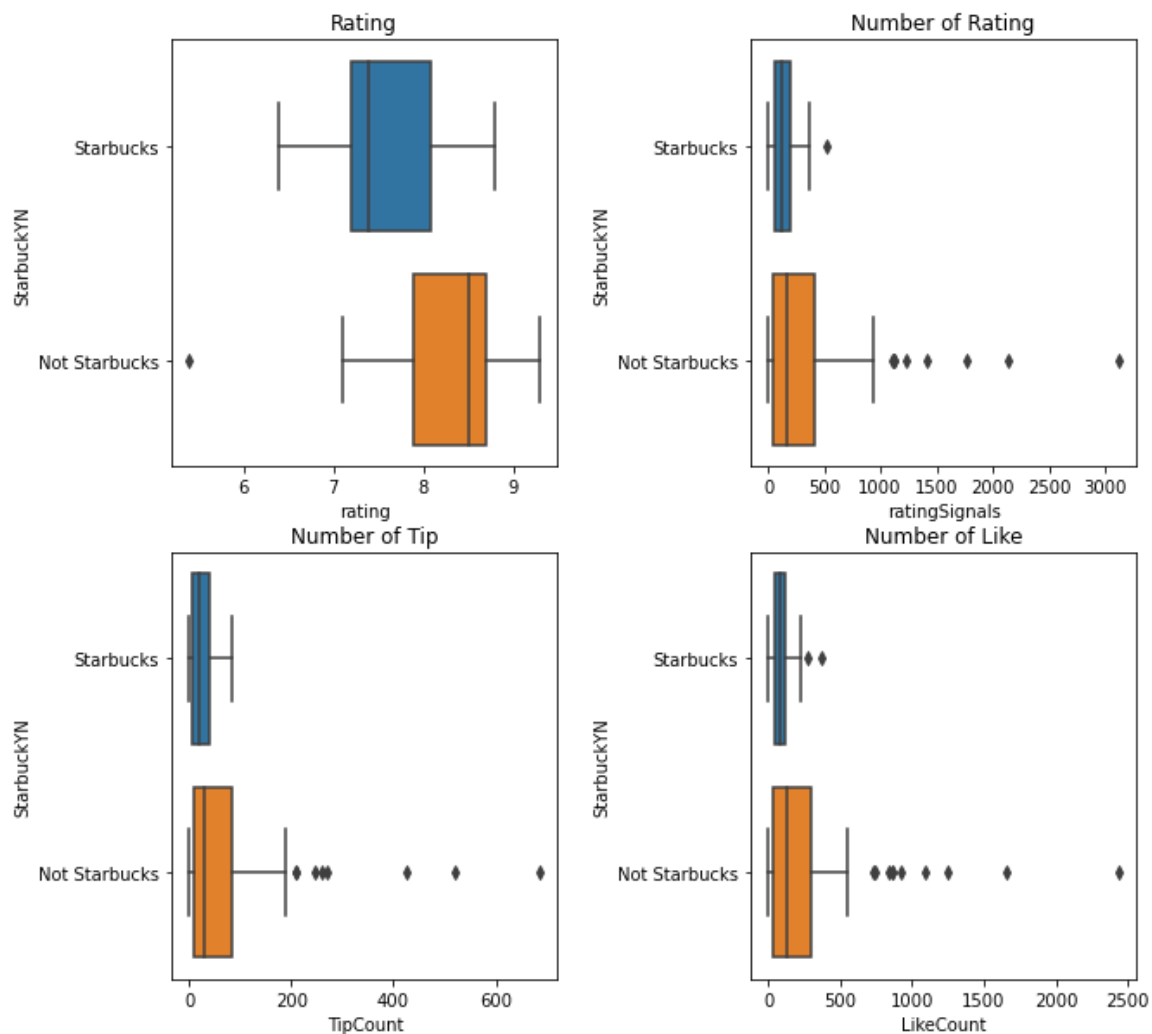 Rating
Starbucks
Not Starbucks
StarbuckYN
6 7 8 9
rating
Number of Rating
Starbucks
Not Starbucks
StarbuckYN
0 500 1000 1500 2000 2500 3000
ratingSignals
Number of Tip
Starbucks
Not Starbucks
StarbuckYN
0 200 400 600
TipCount
Number of Like
Starbucks
Not Starbucks
StarbuckYN
0 500 1000 1500 2000 2500
LikeCount